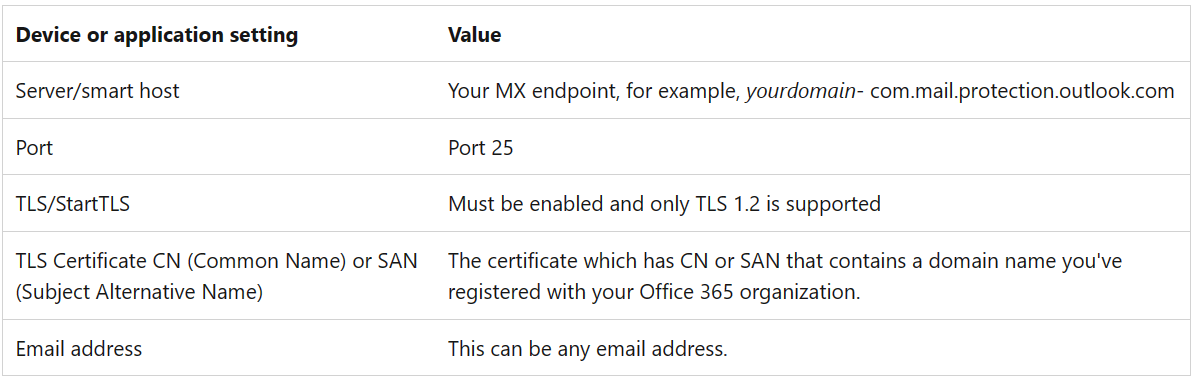 Device or application setting Value
Server/smart host Your MX endpoint, for example, yourdomain- com.mail.protection.outlook.com
Port Port 25
TLS/StartTLS Must be enabled and only TLS 1.2 is supported
TLS Certificate CN (Common Name) or SAN The certificate which has CN or SAN that contains a domain name you've
(Subject Alternative Name) registered with your Office 365 organization.
Email address This can be any email address.